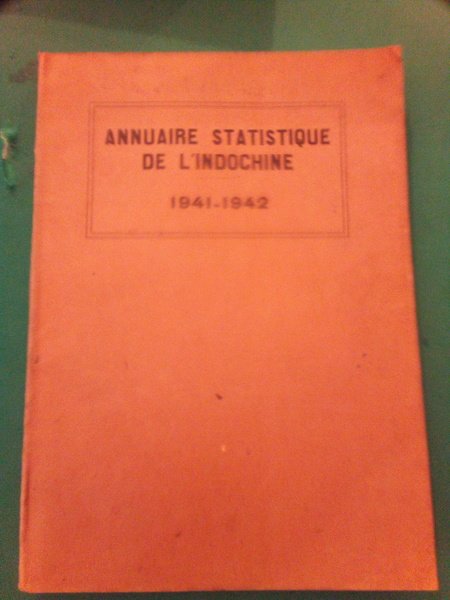 ANNUAIRE STATISTIQUE
DE L'INDOCHINE
1941-1942